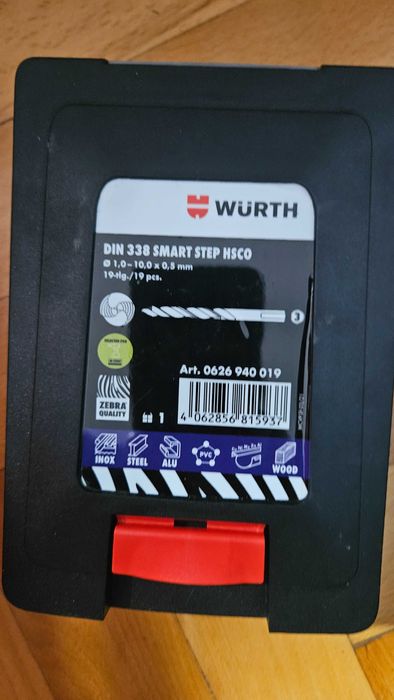 WÜRTH
DIN 338 SMART STEP HSCO
Ø 1,0–10,0 x 0,5 mm
19-tlg./19 pcs.
3
Art. 0626 940 019
4 062856 815937
ZEBRA
QUALITY
1
INOX
STEEL
ALU
PVC
WOOD